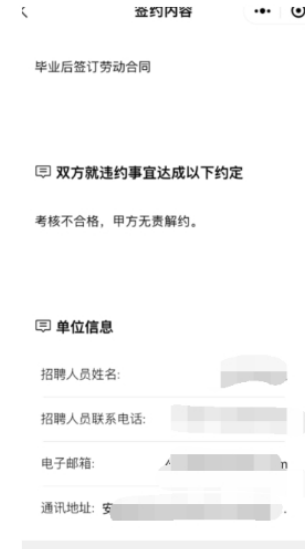 签约内容
毕业后签订劳动合同
双方就违约事宜达成以下约定
考核不合格，甲方无责解约。
单位信息
招聘人员姓名:
招聘人员联系电话:
电子邮箱:
通讯地址: 安